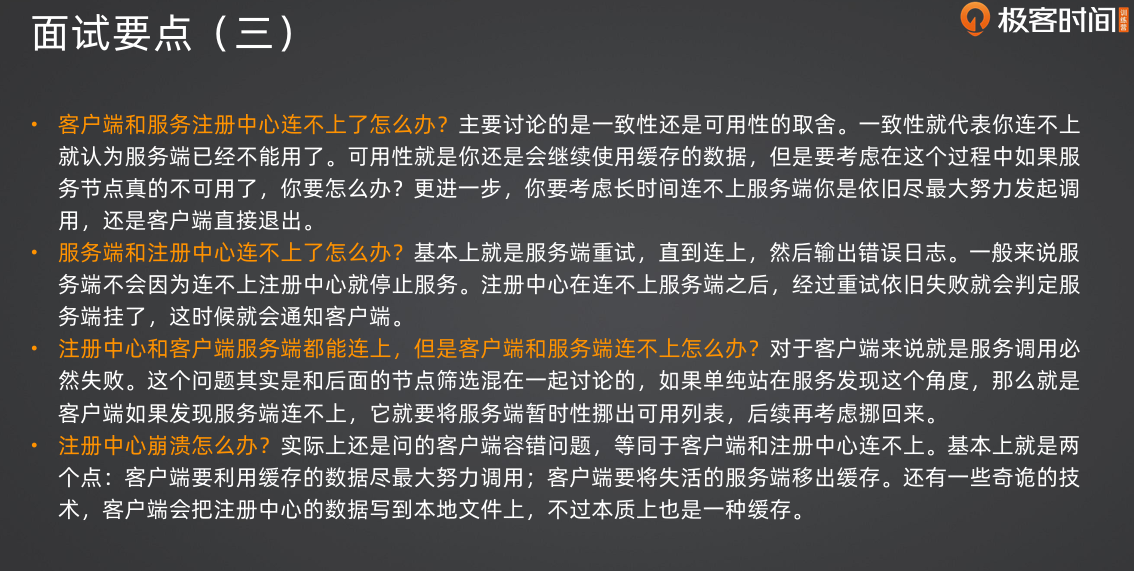 面试要点（三）
极客时间
训练营
• 客户端和服务注册中心连不上了怎么办？主要讨论的是一致性还是可用性的取舍。一致性就代表你连不上
就认为服务端已经不能用了。可用性就是你还是会继续使用缓存的数据，但是要考虑在这个过程中如果服
务节点真的不可用了，你要怎么办？更进一步，你要考虑长时间连不上服务端你是依旧尽最大努力发起调
用，还是客户端直接退出。
• 服务端和注册中心连不上了怎么办？基本上就是服务端重试，直到连上，然后输出错误日志。一般来说服
务端不会因为连不上注册中心就停止服务。注册中心在连不上服务端之后，经过重试依旧失败就会判定服
务端挂了，这时候就会通知客户端。
• 注册中心和客户端服务端都能连上，但是客户端和服务端连不上怎么办？对于客户端来说就是服务调用必
然失败。这个问题其实是和后面的节点筛选混在一起讨论的，如果单纯站在服务发现这个角度，那么就是
客户端如果发现服务端连不上，它就要将服务端暂时性挪出可用列表，后续再考虑挪回来。
• 注册中心崩溃怎么办？实际上还是问的客户端容错问题，等同于客户端和注册中心连不上。基本上就是两
个点：客户端要利用缓存的数据尽最大努力调用；客户端要将失活的服务端移出缓存。还有一些奇诡的技
术，客户端会把注册中心的数据写到本地文件上，不过本质上也是一种缓存。